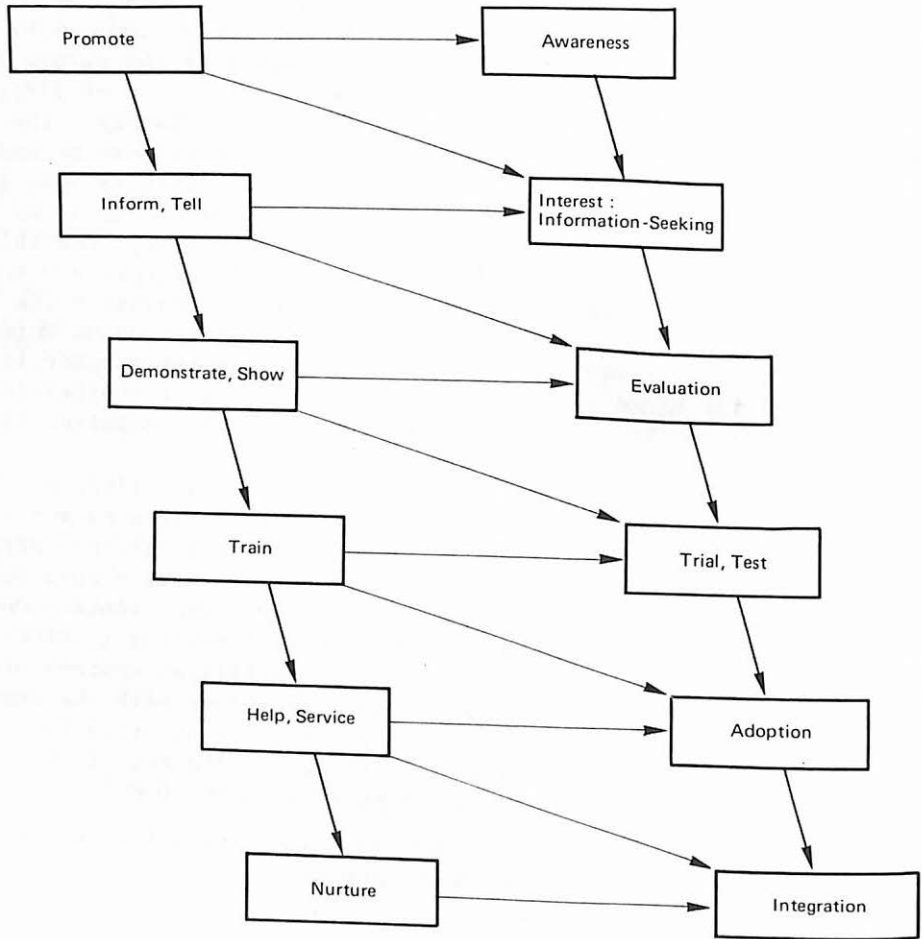 Promote
Awareness
Inform, Tell
Interest :
Information-Seeking
Demonstrate, Show
Evaluation
Train
Trial, Test
Help, Service
Adoption
Nurture
Integration